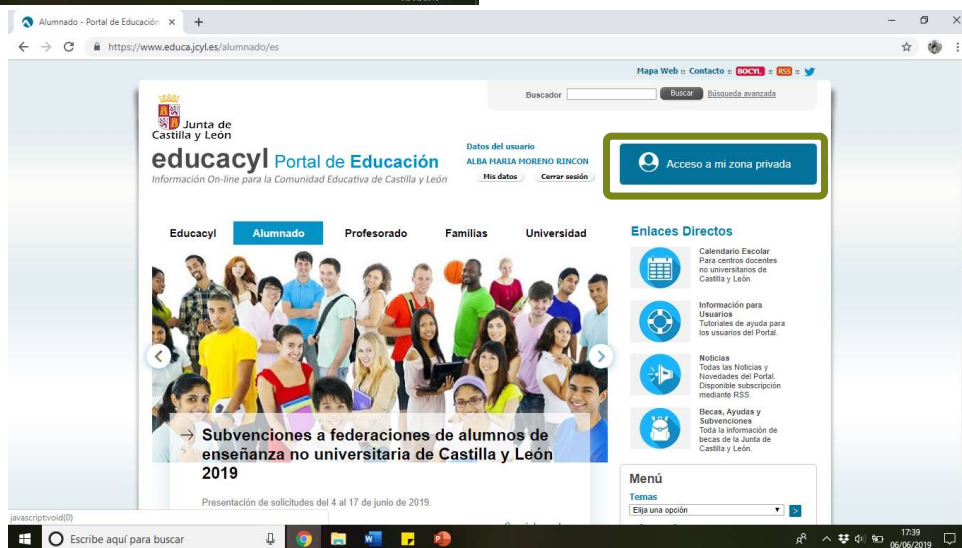 Alumnado - Portal de Educación
https://www.educa.jcyl.es/alumnado/es
Mapa Web :: Contacto :: BOCYL :: RSS ::
Buscador Buscar Búsqueda avanzada
Junta de
Castilla y León
educacyl Portal de Educación
Información On-line para la Comunidad Educativa de Castilla y León
Datos del usuario
ALBA MARIA MORENO RINCON
Mis datos Cerrar sesión
Acceso a mi zona privada
Educacyl Alumnado Profesorado Familias Universidad
→ Subvenciones a federaciones de alumnos de
enseñanza no universitaria de Castilla y León
2019
Presentación de solicitudes del 4 al 17 de junio de 2019.
Enlaces Directos
Calendario Escolar
Para centros docentes
no universitarios de
Castilla y León.
Información para
Usuarios
Tutoriales de ayuda para
los usuarios del Portal.
Noticias
Todas las Noticias y
Novedades del Portal.
Disponible subscripción
mediante RSS.
Becas, Ayudas y
Subvenciones
Toda la información de
becas de la Junta de
Castilla y León.
Menú
Temas
Elija una opción
javascript:void(0)
Escribe aquí para buscar
17:39
06/06/2019